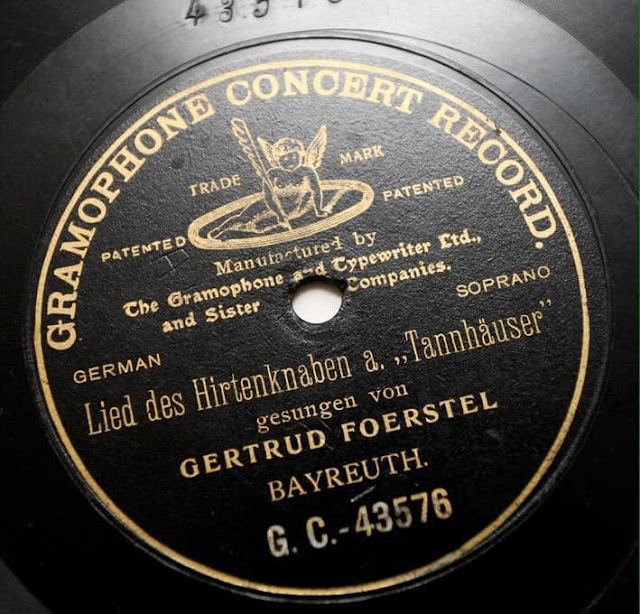 GRAMOPHONE CONCERT RECORD.
TRADE MARK
PATENTED PATENTED
Manufactured by
The Gramophone and Typewriter Ltd.,
and Sister Companies.
GERMAN SOPRANO
Lied des Hirtenknaben a. „Tannhäuser"
gesungen von
GERTRUD FOERSTEL
BAYREUTH.
G. C.-43576